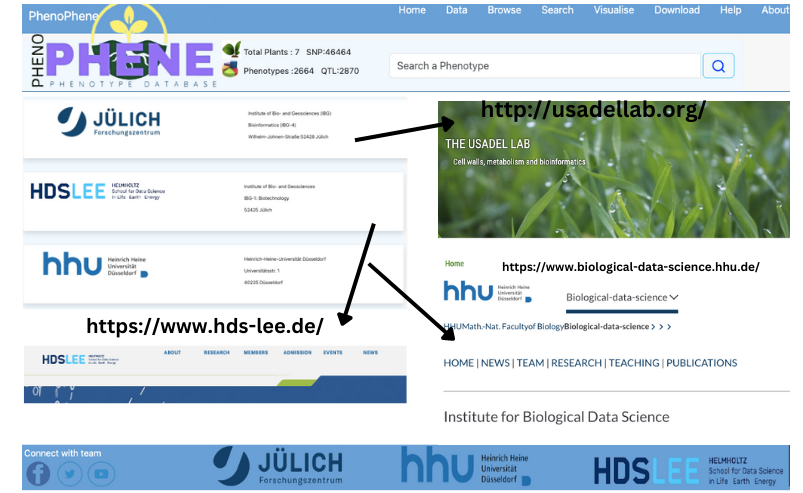 PhenoPhene
Home Data Browse Search Visualise Download Help About
PHENO
PHENE
PHENOTYPE DATABASE
Total Plants : 7 SNP:46464
Phenotypes :2664 QTL:2870
Search a Phenotype
JÜLICH
Forschungszentrum
Institute of Bio- and Geosciences (IBG)
Bioinformatics (IBG-4)
Wilhelm-Johnen-Straße 52428 Jülich
http://usadellab.org/
THE USADEL LAB
Cell walls, metabolism and bioinformatics
HDSLEE
HELMHOLTZ
School for Data Science
in Life Earth Energy
Institute of Bio- and Geosciences
IBG-1: Biotechnology
52425 Jülich
hhu
Heinrich Heine
Universität
Düsseldorf
Heinrich-Heine-Universität Düsseldorf
Universitätsstr. 1
40225 Düsseldorf
Home
https://www.biological-data-science.hhu.de/
hhu
Heinrich Heine
Universität
Düsseldorf
Biological-data-science
HHUMath.-Nat. Facultyof BiologyBiological-data-science > > >
https://www.hds-lee.de/
HDSLEE
ABOUT RESEARCH MEMBERS ADMISSION EVENTS NEWS
HOME | NEWS | TEAM | RESEARCH | TEACHING | PUBLICATIONS
Institute for Biological Data Science
Connect with team
JÜLICH
Forschungszentrum
hhu
Heinrich Heine
Universität
Düsseldorf
HDSLEE
HELMHOLTZ
School for Data Science
in Life Earth Energy